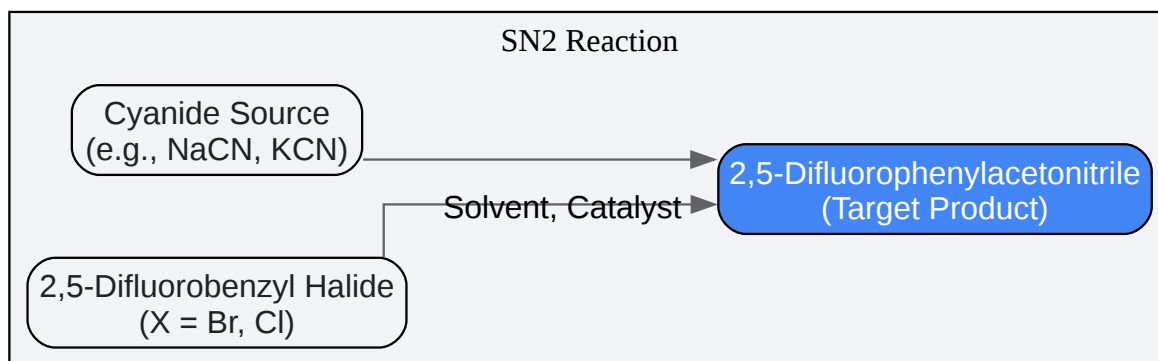 SN2 Reaction
Cyanide Source
(e.g., NaCN, KCN)
2,5-Difluorophenylacetonitrile
(Target Product)
Solvent, Catalyst
2,5-Difluorobenzyl Halide
(X = Br, Cl)